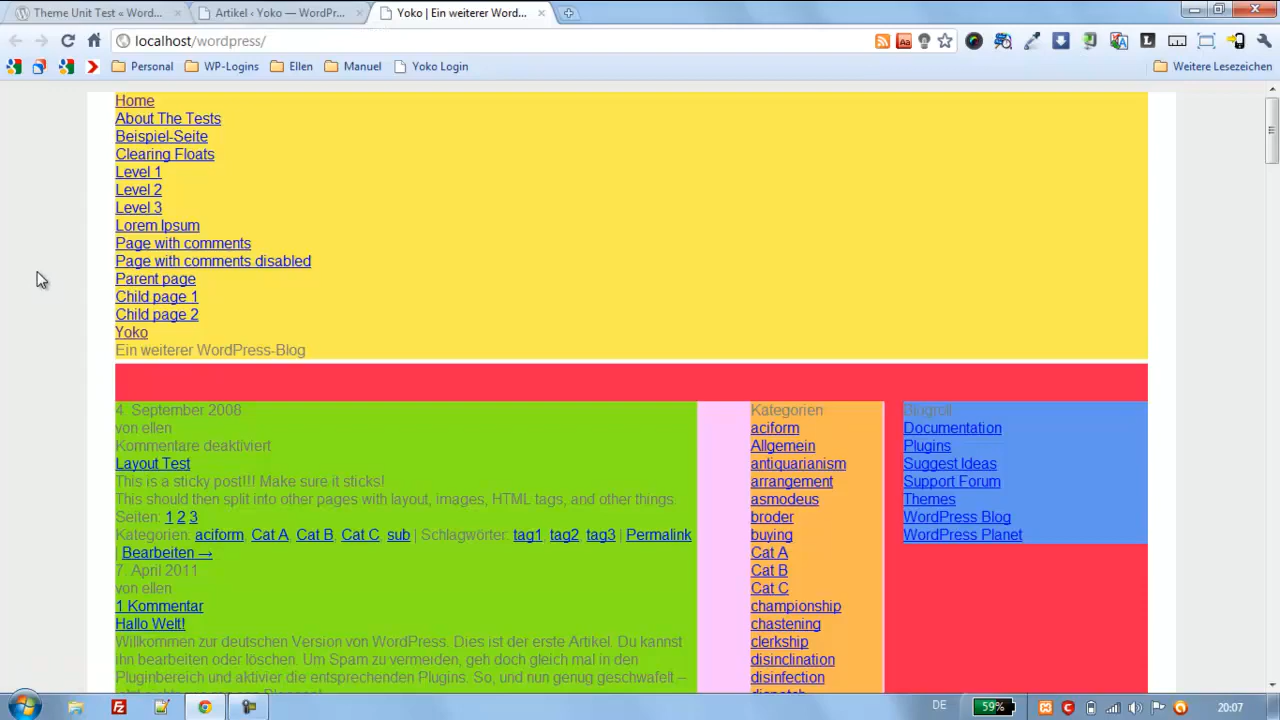 Theme Unit Test « Word...
Artikel ‹ Yoko — WordPr...
Yoko | Ein weiterer Word...
localhost/wordpress/
Personal
WP-Logins
Ellen
Manuel
Yoko Login
Weitere Lesezeichen
Home
About The Tests
Beispiel-Seite
Clearing Floats
Level 1
Level 2
Level 3
Lorem Ipsum
Page with comments
Page with comments disabled
Parent page
Child page 1
Child page 2
Yoko
Ein weiterer WordPress-Blog
4. September 2008
von ellen
Kommentare deaktiviert
Layout Test
This is a sticky post!!! Make sure it sticks!
This should then split into other pages with layout, images, HTML tags, and other things.
Seiten: 1 2 3
Kategorien: aciform, Cat A, Cat B, Cat C, sub | Schlagwörter: tag1, tag2, tag3 | Permalink
| Bearbeiten →
7. April 2011
von ellen
1 Kommentar
Hallo Welt!
Willkommen zur deutschen Version von WordPress. Dies ist der erste Artikel. Du kannst
ihn bearbeiten oder löschen. Um Spam zu vermeiden, geh doch gleich mal in den
Pluginbereich und aktivier die entsprechenden Plugins. So, und nun genug geschwafelt –
Kategorien
aciform
Allgemein
antiquarianism
arrangement
asmodeus
broder
buying
Cat A
Cat B
Cat C
championship
chastening
clerkship
disinclination
disinfection
dispatch
Blogroll
Documentation
Plugins
Suggest Ideas
Support Forum
Themes
WordPress Blog
WordPress Planet
DE
59%
20:07